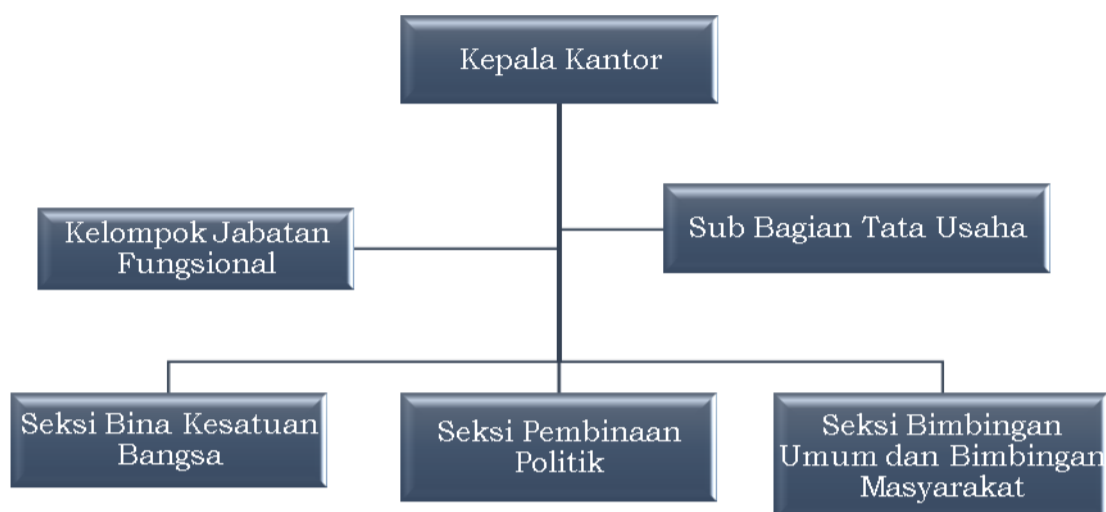 Kepala Kantor
Kelompok Jabatan
Fungsional
Sub Bagian Tata Usaha
Seksi Bina Kesatuan
Bangsa
Seksi Pembinaan
Politik
Seksi Bimbingan
Umum dan Bimbingan
Masyarakat